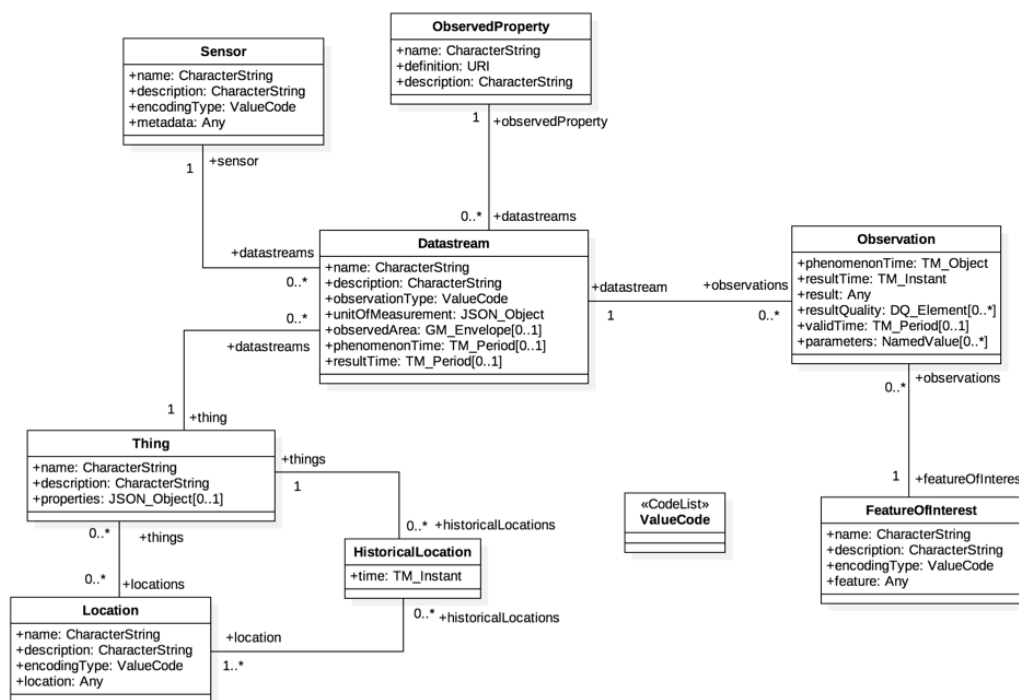 ObservedProperty
+name: CharacterString
+definition: URI
+description: CharacterString
Sensor
+name: CharacterString
+description: CharacterString
+encodingType: ValueCode
+metadata: Any
1
+observedProperty
1
+sensor
0..*
+datastreams
+datastreams
0..*
Datastream
+name: CharacterString
+description: CharacterString
+observationType: ValueCode
+unitOfMeasurement: JSON_Object
+observedArea: GM_Envelope[0..1]
+phenomenonTime: TM_Period[0..1]
+resultTime: TM_Period[0..1]
+datastream
1
+observations
0..*
Observation
+phenomenonTime: TM_Object
+resultTime: TM_Instant
+result: Any
+resultQuality: DQ_Element[0..*]
+validTime: TM_Period[0..1]
+parameters: NamedValue[0..*]
0..*
+datastreams
0..*
+observations
1
+thing
Thing
+name: CharacterString
+description: CharacterString
+properties: JSON_Object[0..1]
+things
1
1
+featureOfInteres
«CodeList»
ValueCode
FeatureOfInterest
+name: CharacterString
+description: CharacterString
+encodingType: ValueCode
+feature: Any
0..*
+things
0..*
+historicalLocations
HistoricalLocation
+time: TM_Instant
0..*
+locations
0..*
+historicalLocations
Location
+name: CharacterString
+description: CharacterString
+encodingType: ValueCode
+location: Any
+location
1..*